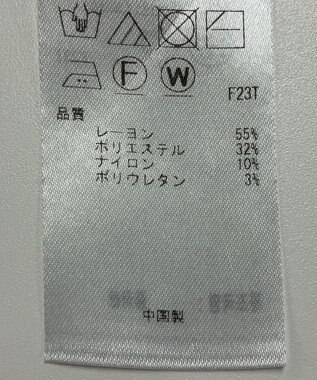 F W
F23T
品質
レーヨン 55%
ポリエステル 32%
ナイロン 10%
ポリウレタン 3%
中国製